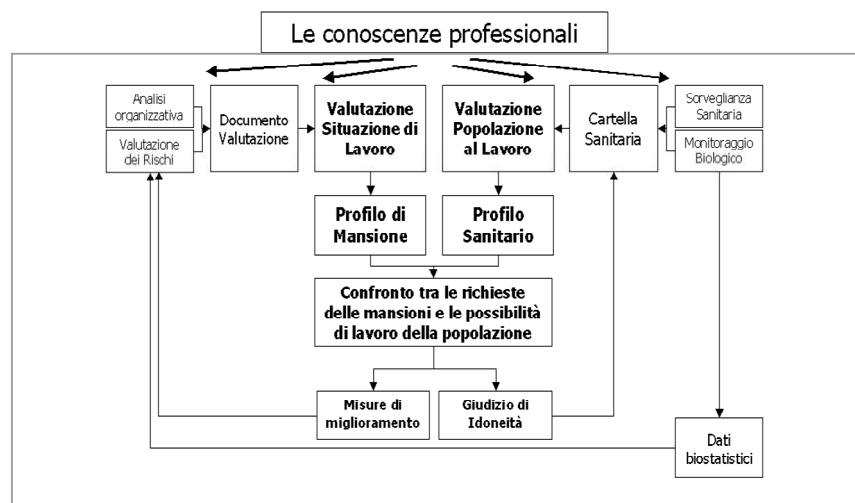 Le conoscenze professionali
Analisi
organizzativa
Valutazione
dei Rischi
Documento
Valutazione
Valutazione
Situazione di
Lavoro
Valutazione
Popolazione
al Lavoro
Cartella
Sanitaria
Sorveglianza
Sanitaria
Monitoraggio
Biologico
Profilo di
Mansione
Profilo
Sanitario
Confronto tra le richieste
delle mansioni e le possibilità
di lavoro della popolazione
Misure di
miglioramento
Giudizio di
Idoneità
Dati
biostatistici